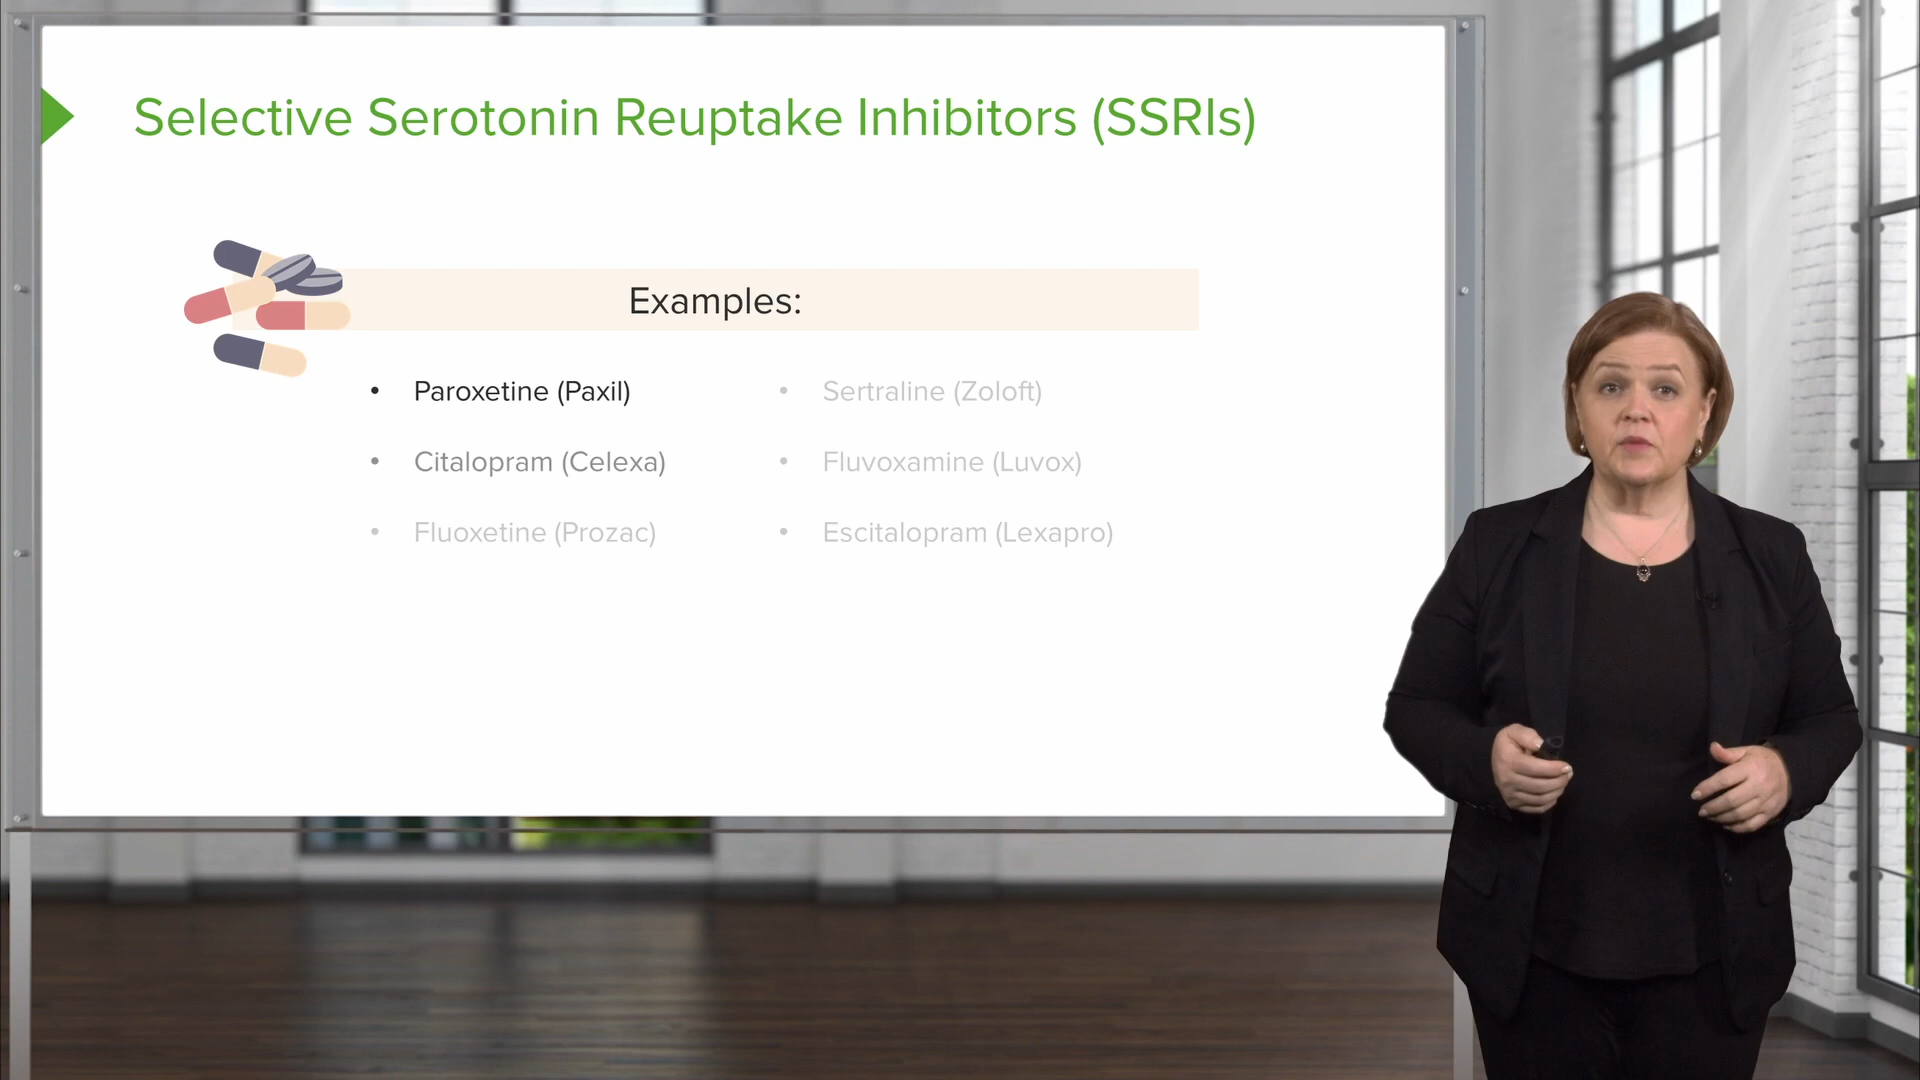 Selective Serotonin Reuptake Inhibitors (SSRIs)
Examples:
• Paroxetine (Paxil)
• Citalopram (Celexa)
• Fluoxetine (Prozac)
• Sertraline (Zoloft)
• Fluvoxamine (Luvox)
• Escitalopram (Lexapro)